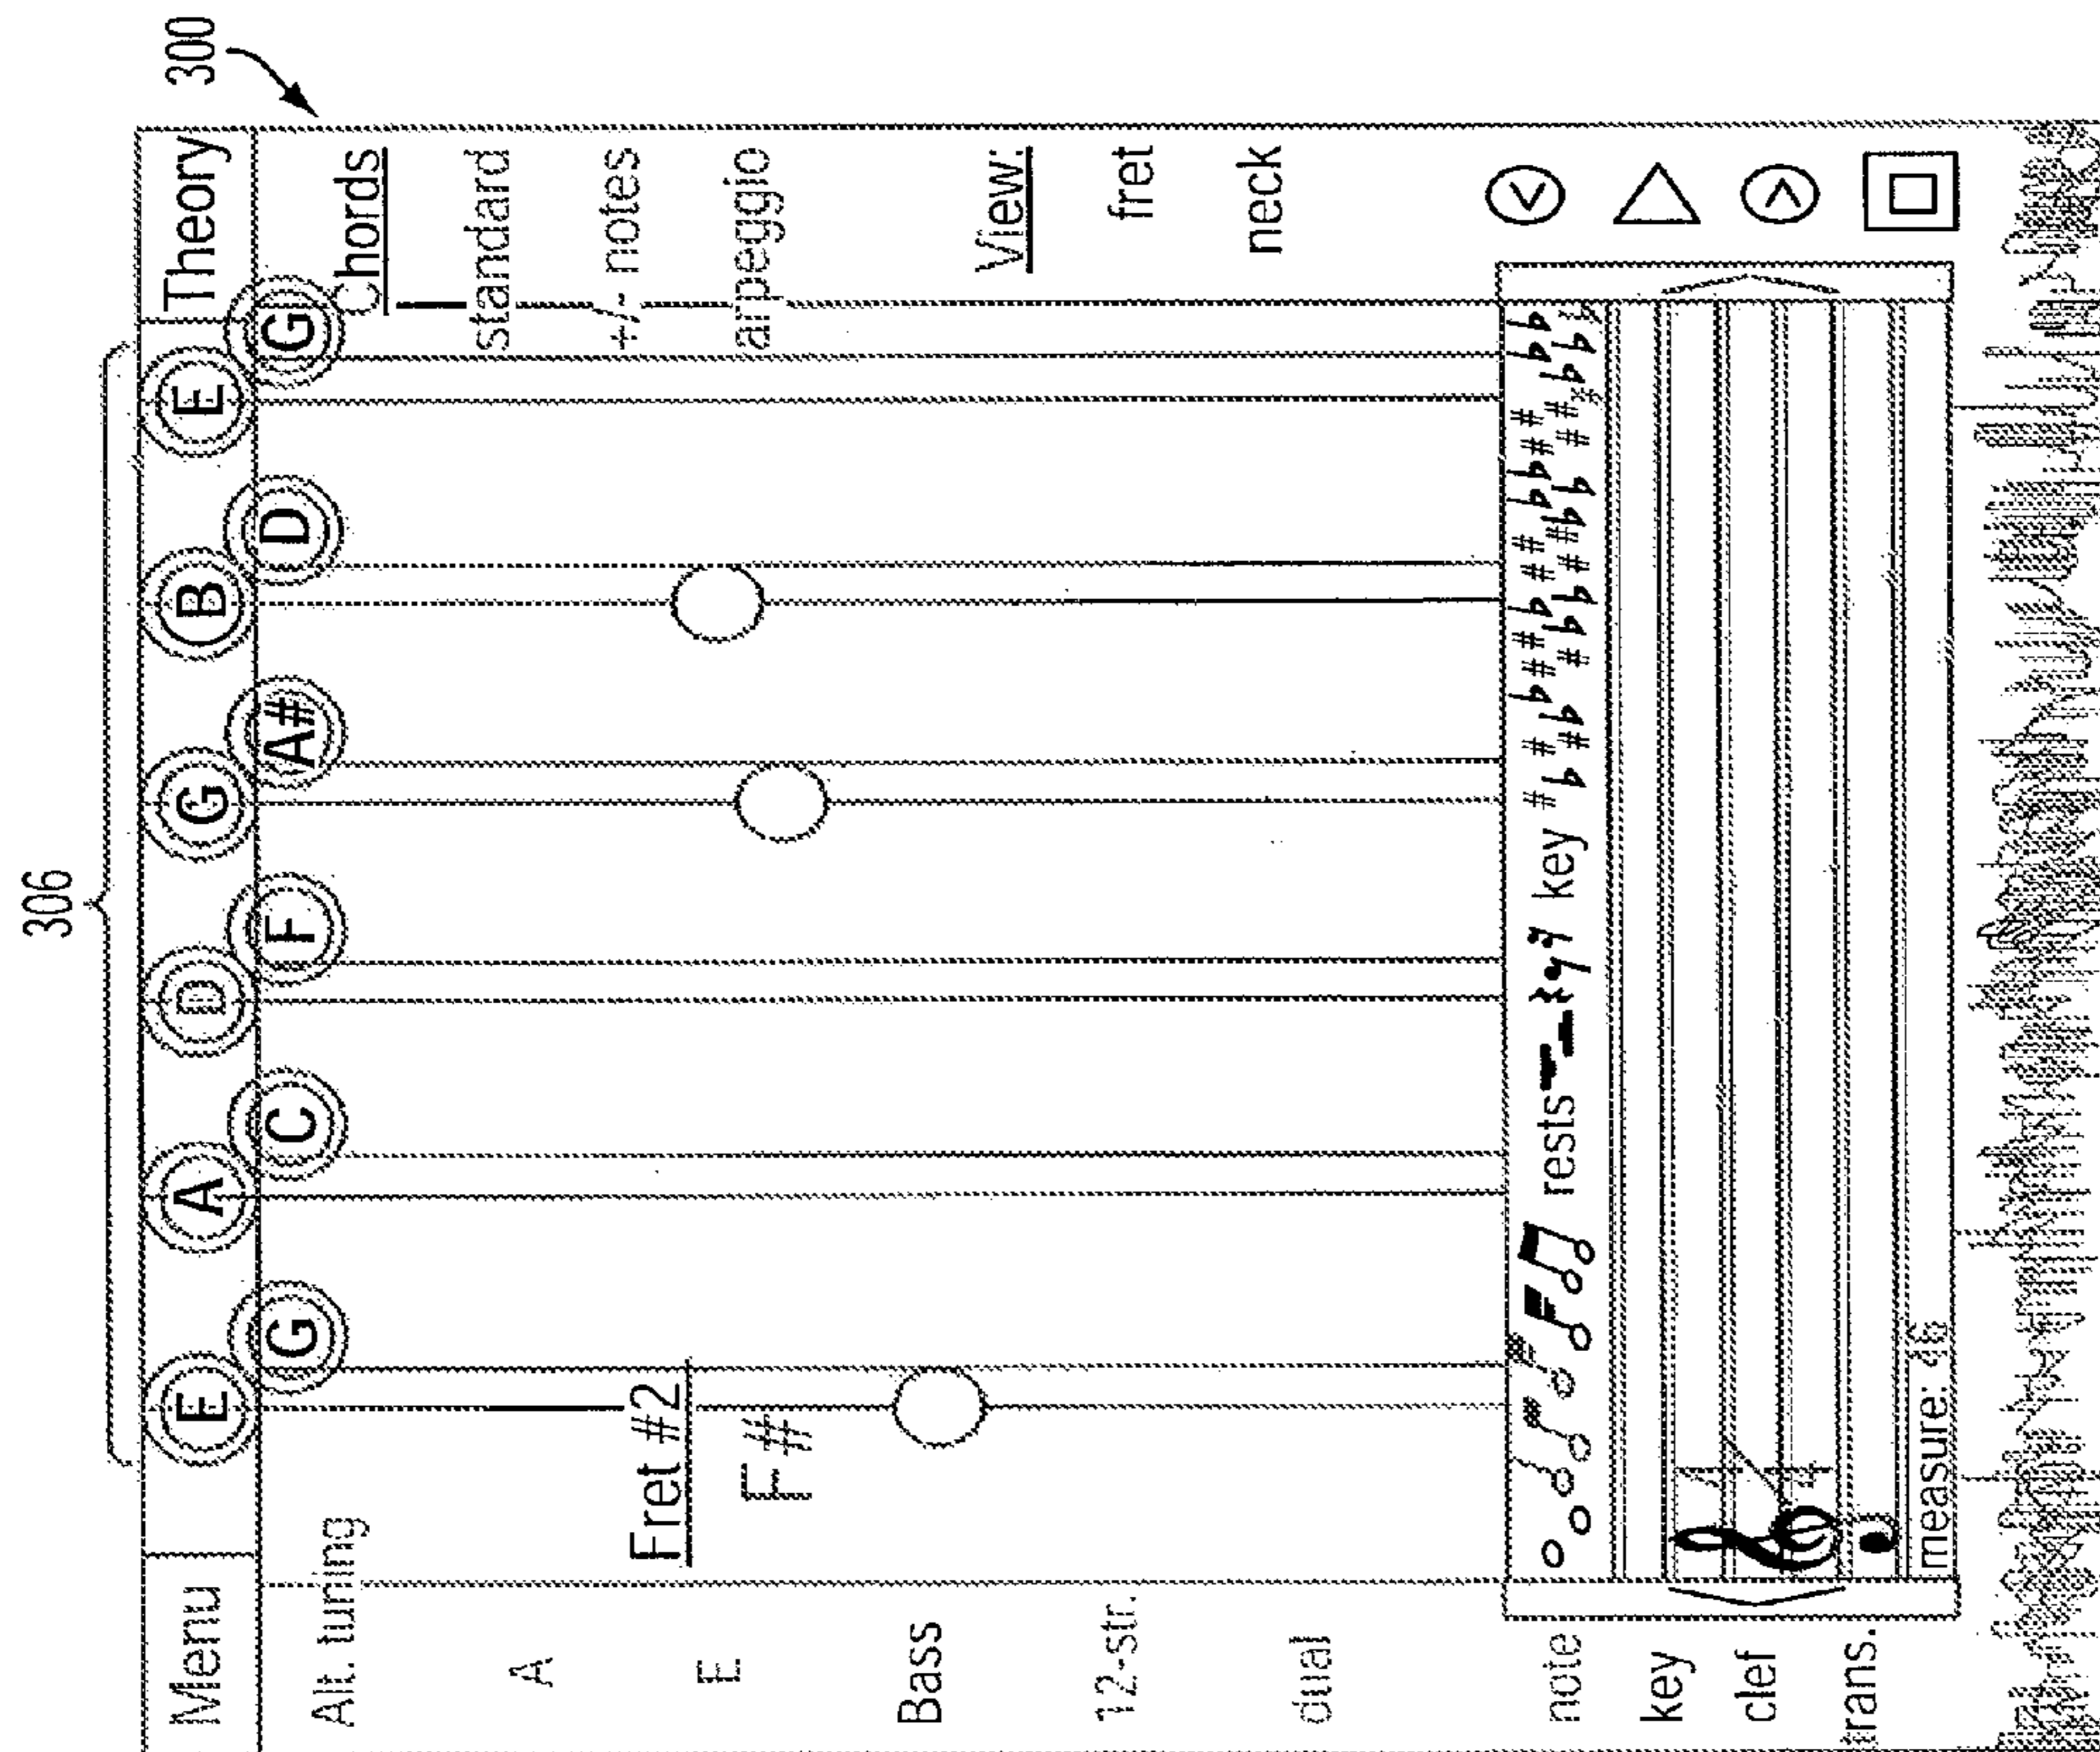 300
306
Menu
E
A
D
G
B
E
Theory
G
C
F
A#
D
G
Alt. tuning
A
E
Bass
12-str.
dual
Fret #2
F#
Chords
standard
+/- notes
arpeggio
View:
fret
neck
rests
key
note
key
clef
trans.
measure: 46